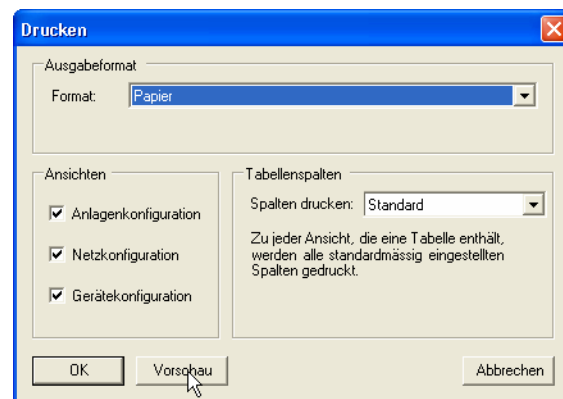 Drucken
Ausgabeformat
Format: Papier
Ansichten
Anlagenkonfiguration
Netzkonfiguration
Gerätekonfiguration
Tabellenspalten
Spalten drucken: Standard
Zu jeder Ansicht, die eine Tabelle enthält,
werden alle standardmässig eingestellten
Spalten gedruckt.
OK
Vorschau
Abbrechen